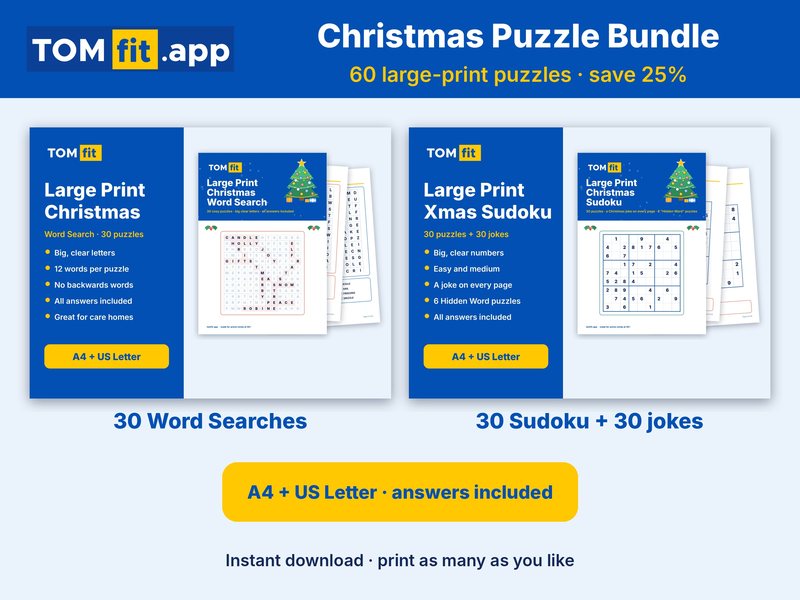 TOM fit.app
Christmas Puzzle Bundle
60 large-print puzzles · save 25%
TOM fit
Large Print
Christmas
Word Search · 30 puzzles
Big, clear letters
12 words per puzzle
No backwards words
All answers included
Great for care homes
A4 + US Letter
TOM fit
Large Print
Christmas
Word Search
30 Word Searches
TOM fit
Large Print
Xmas Sudoku
30 puzzles + 30 jokes
Big, clear numbers
Easy and medium
A joke on every page
6 Hidden Word puzzles
All answers included
A4 + US Letter
TOM fit
Large Print
Christmas
Sudoku
30 Sudoku + 30 jokes
A4 + US Letter · answers included
Instant download · print as many as you like